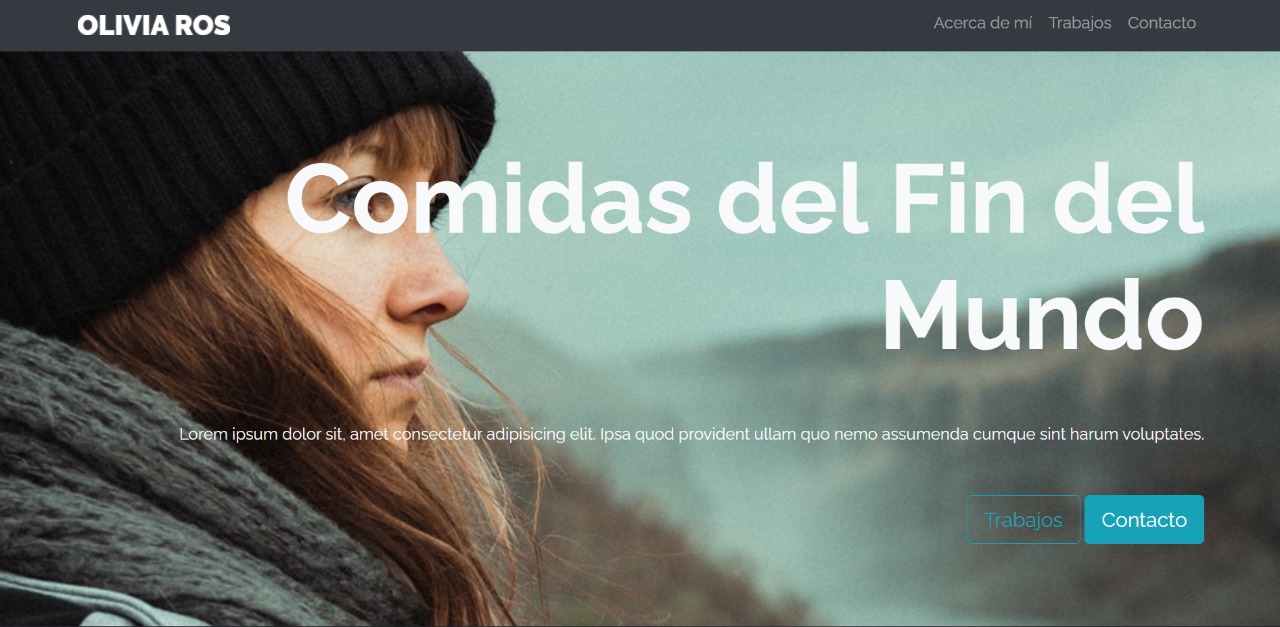 OLIVIA ROS
Acerca de mí Trabajos Contacto
Comidas del Fin del
Mundo
Lorem ipsum dolor sit, amet consectetur adipisicing elit. Ipsa quod provident ullam quo nemo assumenda cumque sint harum voluptates.
Trabajos Contacto